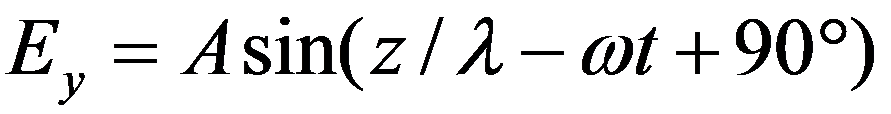 E_y = A sin(z / λ − ωt + 90°)